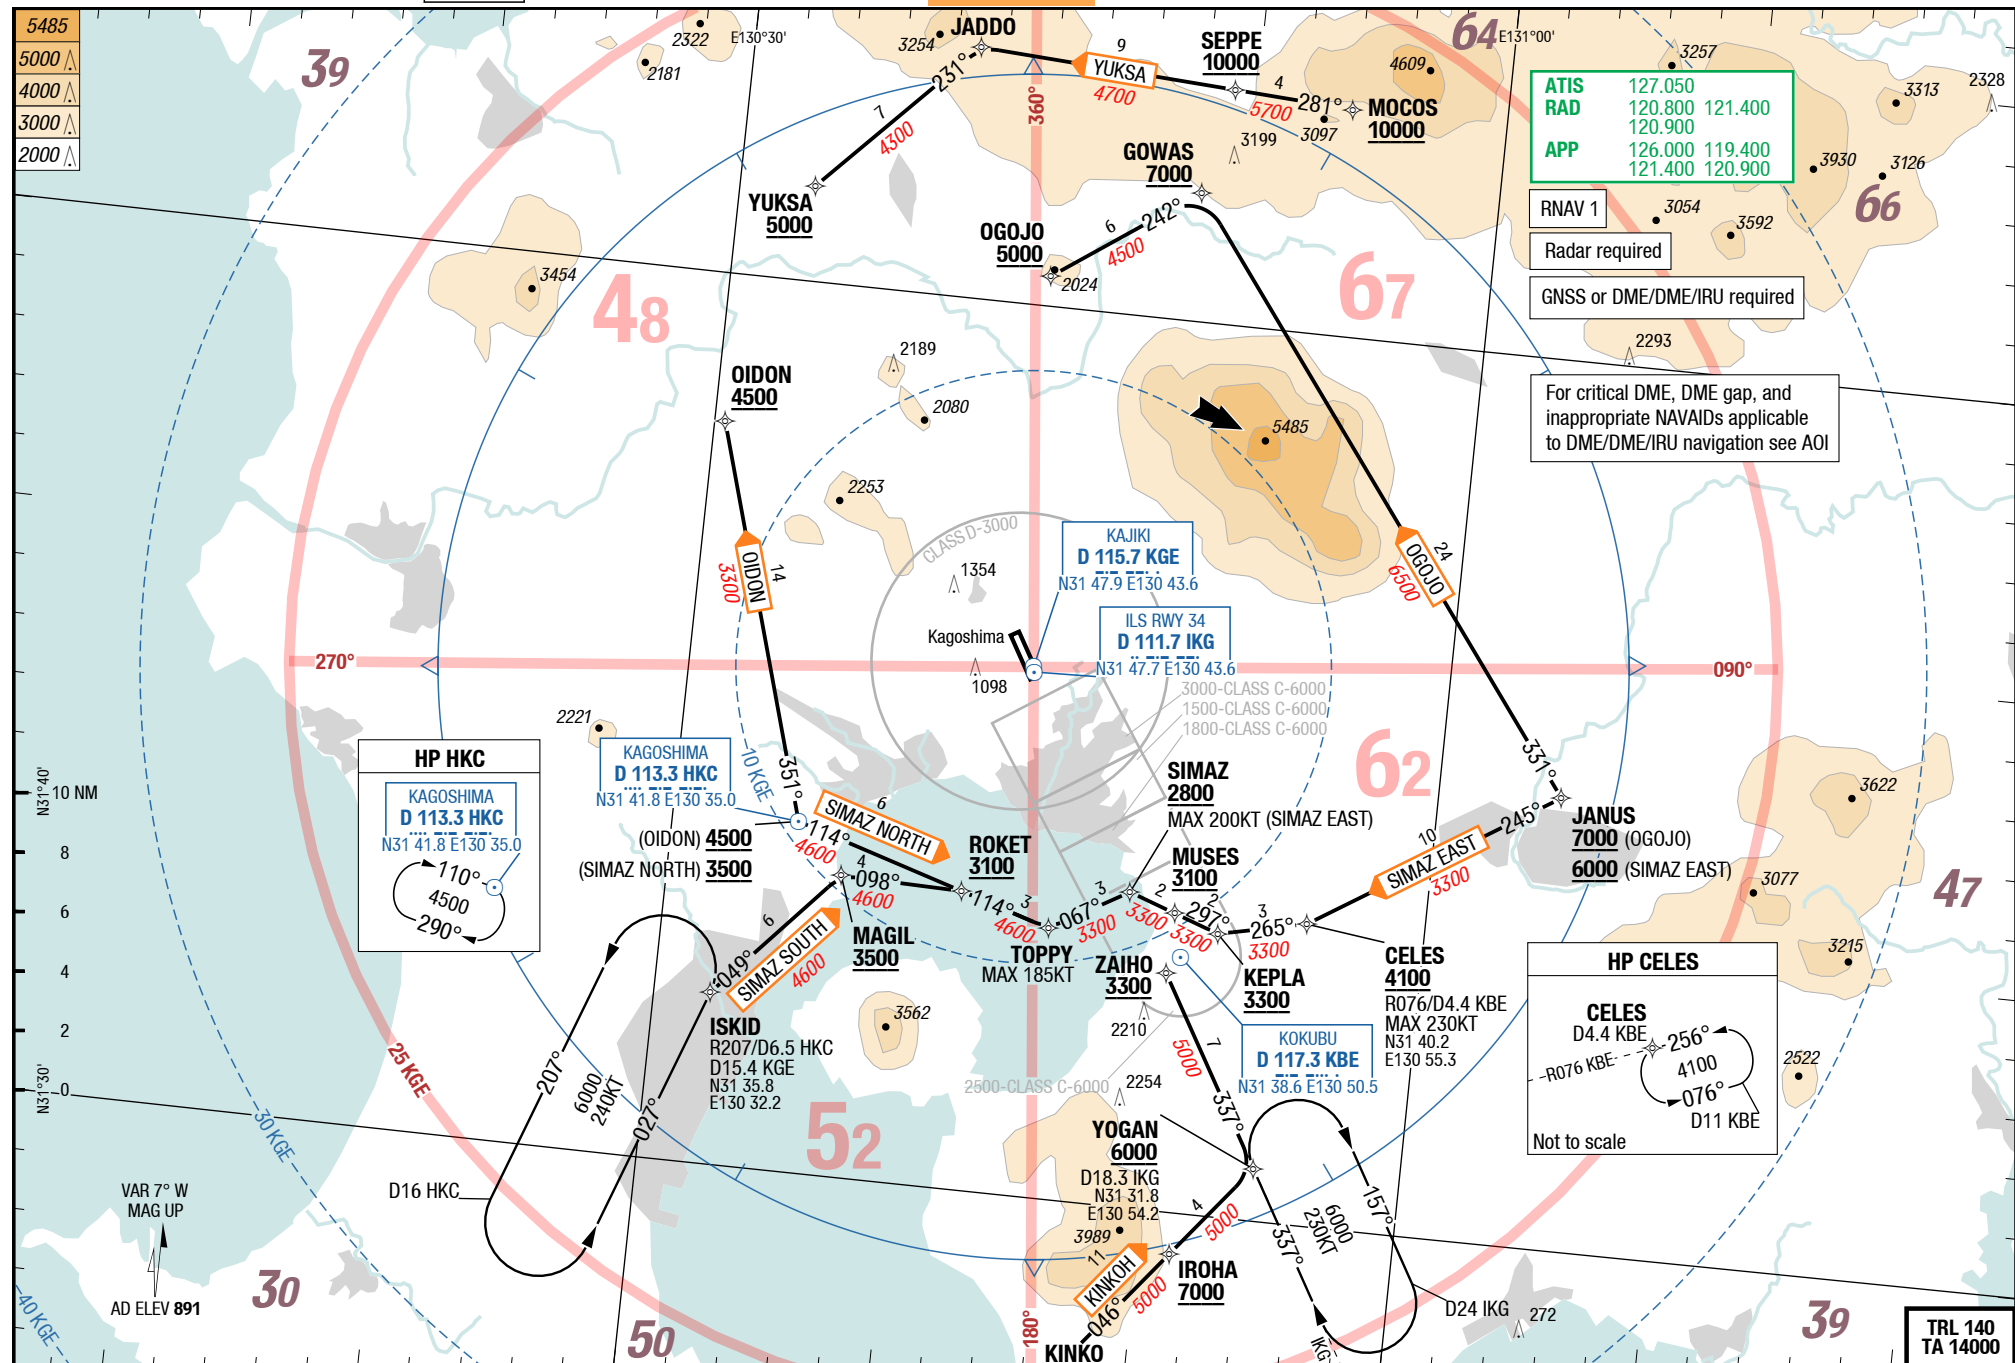 5485
5000
4000
3000
2000
39
2322
2181
E130°30'
3254
JADDO
231°
7
4300
YUKSA
5000
9
YUKSA
4700
SEPPE
10000
4
5700
281°
3097
MOCOS
10000
3199
4609
64
E131°00'
3257
3313
2328
3930
3126
66
3054
3592
2293
ATIS 127.050
RAD 120.800 121.400
120.900
APP 126.000 119.400
121.400 120.900
RNAV 1
Radar required
GNSS or DME/DME/IRU required
For critical DME, DME gap, and
inappropriate NAVAIDs applicable
to DME/DME/IRU navigation see AOI
360°
GOWAS
7000
OGOJO
5000
6
242°
4500
2024
3454
48
67
2189
2080
2253
OIDON
4500
OIDON
14
3300
351°
5485
CLASS D-3000
1354
Kagoshima
1098
KAJIKI
D 115.7 KGE
N31 47.9 E130 43.6
ILS RWY 34
D 111.7 IKG
N31 47.7 E130 43.6
3000-CLASS C-6000
1500-CLASS C-6000
1800-CLASS C-6000
OGOJO
24
6500
331°
270°
090°
2221
KAGOSHIMA
D 113.3 HKC
N31 41.8 E130 35.0
10 KGE
HP HKC
KAGOSHIMA
D 113.3 HKC
N31 41.8 E130 35.0
110°
4500
290°
N31°40'
10 NM
8
6
4
2
0
N31°30'
(OIDON) 4500
(SIMAZ NORTH) 3500
6
SIMAZ NORTH
114°
4600
4
098°
4600
ROKET
3100
114°
3
4600
TOPPY
MAX 185KT
067°
3
3300
SIMAZ
2800
MAX 200KT (SIMAZ EAST)
62
MUSES
3100
2
3300
2
297°
3300
KEPLA
3300
265°
3
3300
CELES
4100
R076/D4.4 KBE
MAX 230KT
N31 40.2
E130 55.3
10
SIMAZ EAST
3300
245°
JANUS
7000 (OGOJO)
6000 (SIMAZ EAST)
3622
3077
3215
47
2522
HP CELES
CELES
D4.4 KBE
R076 KBE
256°
4100
076°
D11 KBE
Not to scale
MAGIL
3500
6
049°
SIMAZ SOUTH
4600
ISKID
R207/D6.5 HKC
D15.4 KGE
N31 35.8
E130 32.2
3562
207°
6000
240KT
027°
D16 HKC
25 KGE
30 KGE
40 KGE
52
ZAIHO
3300
2210
7
5000
337°
KOKUBU
D 117.3 KBE
N31 38.6 E130 50.5
2500-CLASS C-6000
2254
YOGAN
6000
D18.3 IKG
N31 31.8
E130 54.2
3989
4
5000
11
KINKOH
046°
5000
KINKO
IROHA
7000
180°
6000
230KT
157°
337°
IKG
D24 IKG
272
VAR 7° W
MAG UP
AD ELEV 891
30
50
39
TRL 140
TA 14000